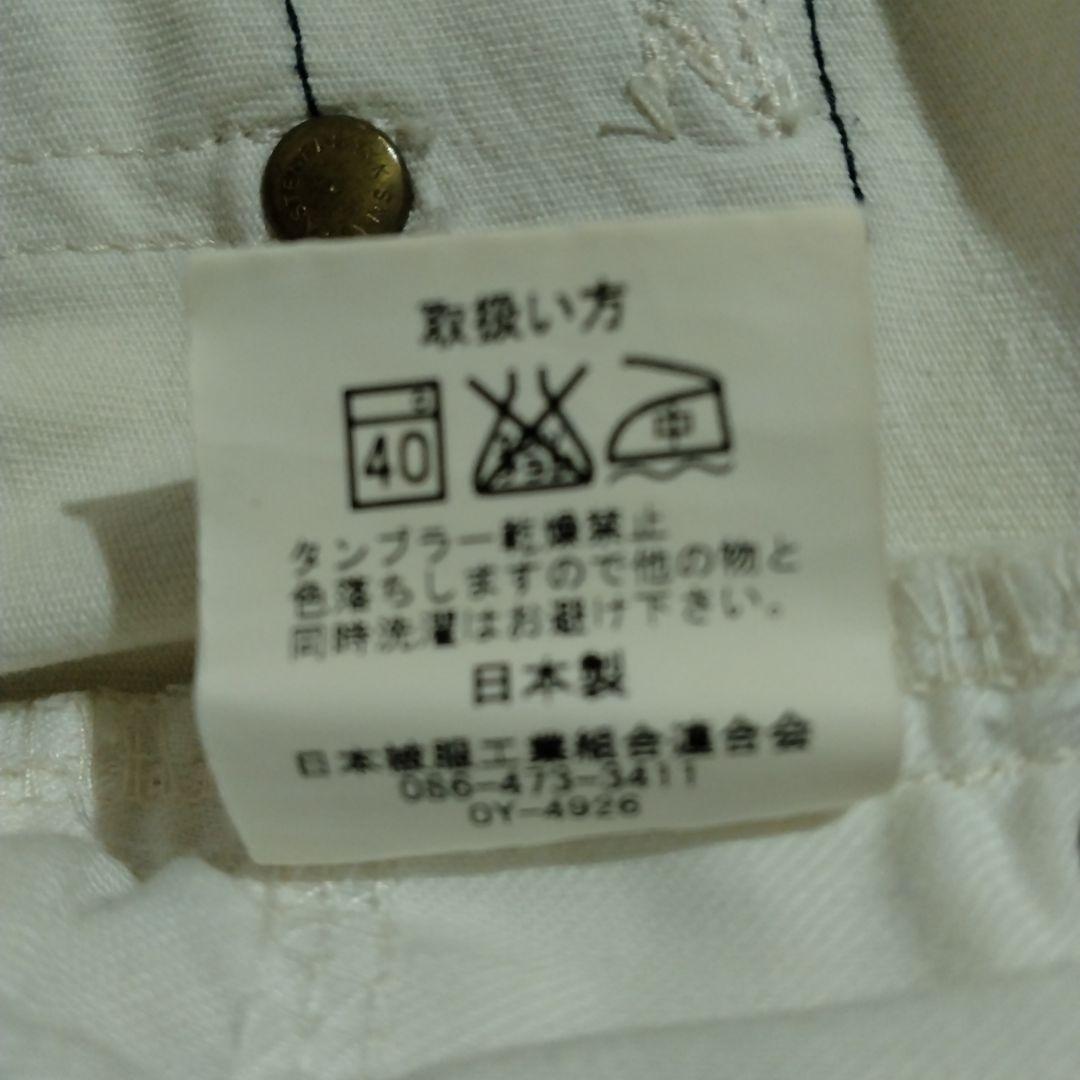 取扱い方
40
中
タンブラー乾燥禁止
色落ちしますので他の物と
同時洗濯はお避け下さい。
日本製
日本被服工業組合連合会
086-473-3411
OY-4926